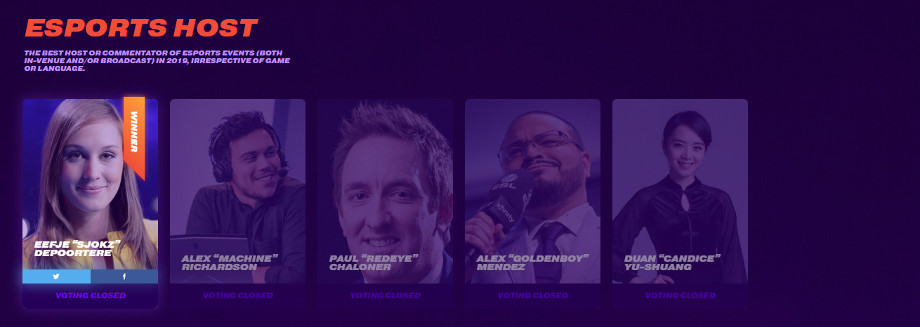 ESPORTS HOST
THE BEST HOST OR COMMENTATOR OF ESPORTS EVENTS (BOTH
IN-VENUE AND/OR BROADCAST) IN 2019, IRRESPECTIVE OF GAME
OR LANGUAGE.
WINNER
EEFJE "SJOKZ"
DEPOORTERE
VOTING CLOSED
ALEX "MACHINE"
RICHARDSON
VOTING CLOSED
PAUL "REDEYE"
CHALONER
VOTING CLOSED
ESL
ALEX "GOLDENBOY"
MENDEZ
VOTING CLOSED
DUAN "CANDICE"
YU-SHUANG
VOTING CLOSED